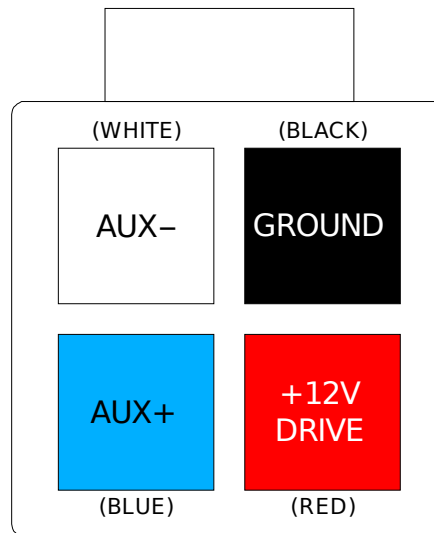 (WHITE) (BLACK)
AUX− GROUND
AUX+ +12V
DRIVE
(BLUE) (RED)